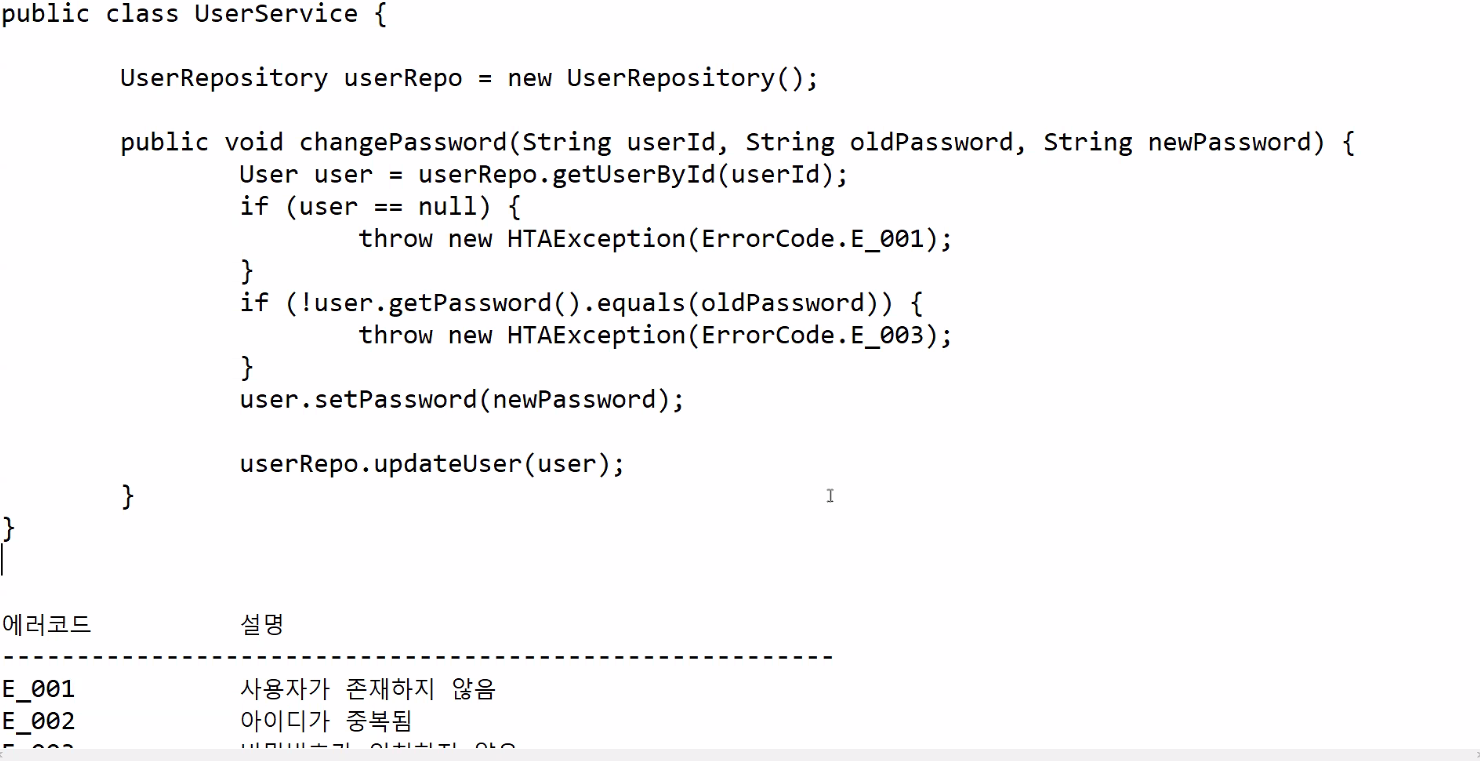 public class UserService {
UserRepository userRepo = new UserRepository();
public void changePassword(String userId, String oldPassword, String newPassword) {
User user = userRepo.getUserById(userId);
if (user == null) {
throw new HTAException(ErrorCode.E_001);
}
if (!user.getPassword().equals(oldPassword)) {
throw new HTAException(ErrorCode.E_003);
}
user.setPassword(newPassword);
userRepo.updateUser(user);
}
}
에러코드 설명
--------------------------------------------------------
E_001 사용자가 존재하지 않음
E_002 아이디가 중복됨